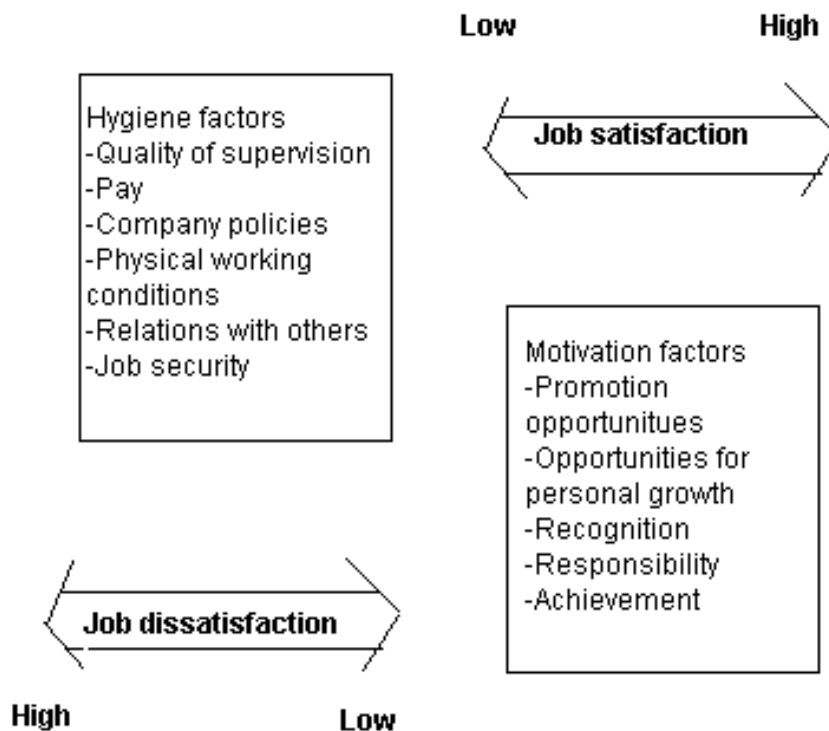 Low High
Hygiene factors
-Quality of supervision
-Pay
-Company policies
-Physical working
conditions
-Relations with others
-Job security
Job satisfaction
Motivation factors
-Promotion
opportunitues
-Opportunities for
personal growth
-Recognition
-Responsibility
-Achievement
Job dissatisfaction
High Low